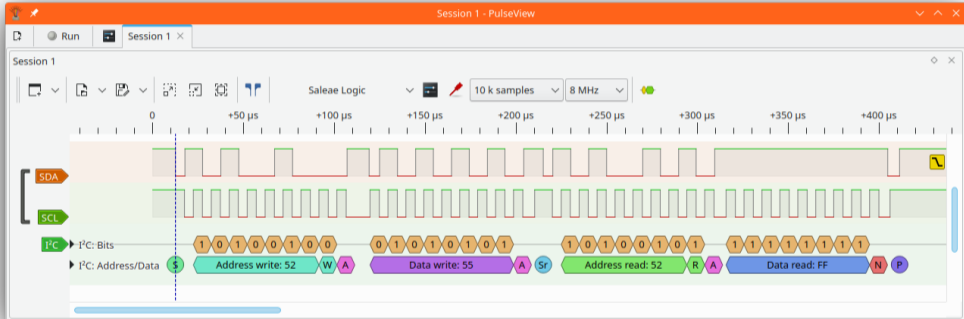 Session 1 - PulseView
Run Session 1
Session 1
Saleae Logic 10 k samples 8 MHz
0 +50 µs +100 µs +150 µs +200 µs +250 µs +300 µs +350 µs +400 µs
SDA
SCL
I²C I²C: Bits 1 0 1 0 0 1 0 0 0 1 0 1 0 1 0 1 1 0 1 0 0 1 0 1 1 1 1 1 1 1 1 1
I²C: Address/Data S Address write: 52 W A Data write: 55 A Sr Address read: 52 R A Data read: FF N P